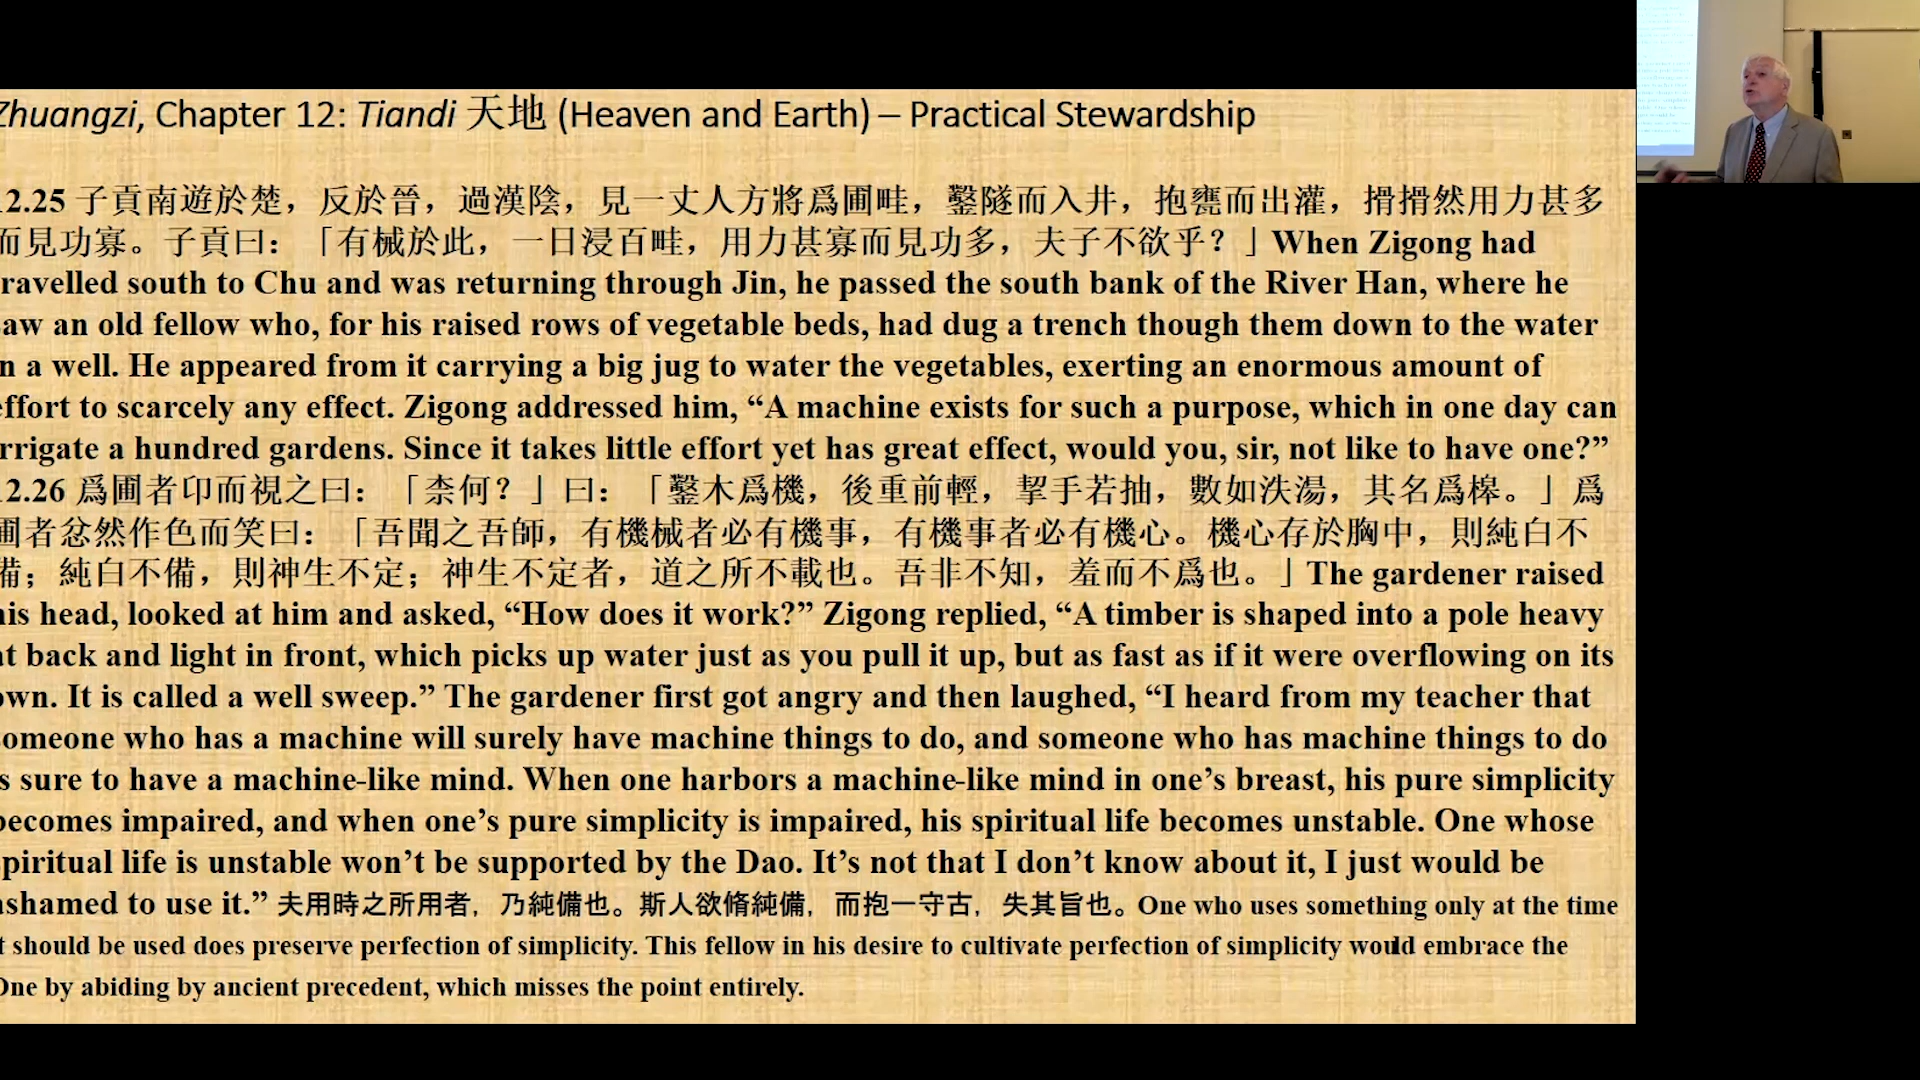 Zhuangzi, Chapter 12: Tiandi 天地 (Heaven and Earth) – Practical Stewardship
12.25 子貢南遊於楚，反於晉，過漢陰，見一丈人方將爲圃畦，鑿隧而入井，抱甕而出灌，搰搰然用力甚多
而見功寡。子貢曰：「有械於此，一日浸百畦，用力甚寡而見功多，夫子不欲乎？」When Zigong had
ravelled south to Chu and was returning through Jin, he passed the south bank of the River Han, where he
aw an old fellow who, for his raised rows of vegetable beds, had dug a trench though them down to the water
n a well. He appeared from it carrying a big jug to water the vegetables, exerting an enormous amount of
effort to scarcely any effect. Zigong addressed him, “A machine exists for such a purpose, which in one day can
rrigate a hundred gardens. Since it takes little effort yet has great effect, would you, sir, not like to have one?”
12.26 爲圃者卬而視之曰：「柰何？」曰：「鑿木爲機，後重前輕，挈手若抽，數如泆湯，其名爲槔。」爲
圃者忿然作色而笑曰：「吾聞之吾師，有機械者必有機事，有機事者必有機心。機心存於胸中，則純白不
備；純白不備，則神生不定；神生不定者，道之所不載也。吾非不知，羞而不爲也。」The gardener raised
his head, looked at him and asked, “How does it work?” Zigong replied, “A timber is shaped into a pole heavy
at back and light in front, which picks up water just as you pull it up, but as fast as if it were overflowing on its
own. It is called a well sweep.” The gardener first got angry and then laughed, “I heard from my teacher that
someone who has a machine will surely have machine things to do, and someone who has machine things to do
is sure to have a machine-like mind. When one harbors a machine-like mind in one’s breast, his pure simplicity
becomes impaired, and when one’s pure simplicity is impaired, his spiritual life becomes unstable. One whose
spiritual life is unstable won’t be supported by the Dao. It’s not that I don’t know about it, I just would be
ashamed to use it.” 夫用時之所用者，乃純備也。斯人欲脩純備，而抱一守古，失其旨也。One who uses something only at the time
t should be used does preserve perfection of simplicity. This fellow in his desire to cultivate perfection of simplicity would embrace the
One by abiding by ancient precedent, which misses the point entirely.